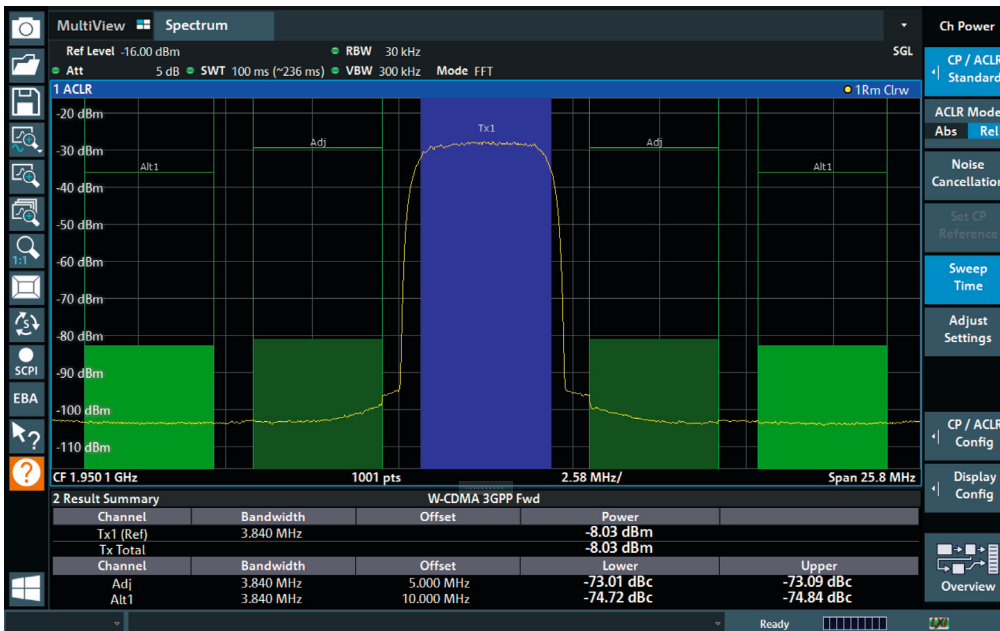 MultiView Spectrum
Ref Level -16.00 dBm RBW 30 kHz SGL
Att 5 dB SWT 100 ms (~236 ms) VBW 300 kHz Mode FFT
1 ACLR 1Rm Clrw
-20 dBm
Tx1
Adj Adj
-30 dBm
Alt1 Alt1
-40 dBm
-50 dBm
-60 dBm
-70 dBm
-80 dBm
-90 dBm
-100 dBm
-110 dBm
CF 1.9501 GHz 1001 pts 2.58 MHz/ Span 25.8 MHz
2 Result Summary W-CDMA 3GPP Fwd
Channel Bandwidth Offset Power
Tx1 (Ref) 3.840 MHz -8.03 dBm
Tx Total -8.03 dBm
Channel Bandwidth Offset Lower Upper
Adj 3.840 MHz 5.000 MHz -73.01 dBc -73.09 dBc
Alt1 3.840 MHz 10.000 MHz -74.72 dBc -74.84 dBc
Ready
1:1
S
SCPI
EBA
?
?
Ch Power
CP / ACLR
Standard
ACLR Mode
Abs Rel
Noise
Cancellation
Set CP
Reference
Sweep
Time
Adjust
Settings
CP / ACLR
Config
Display
Config
Overview